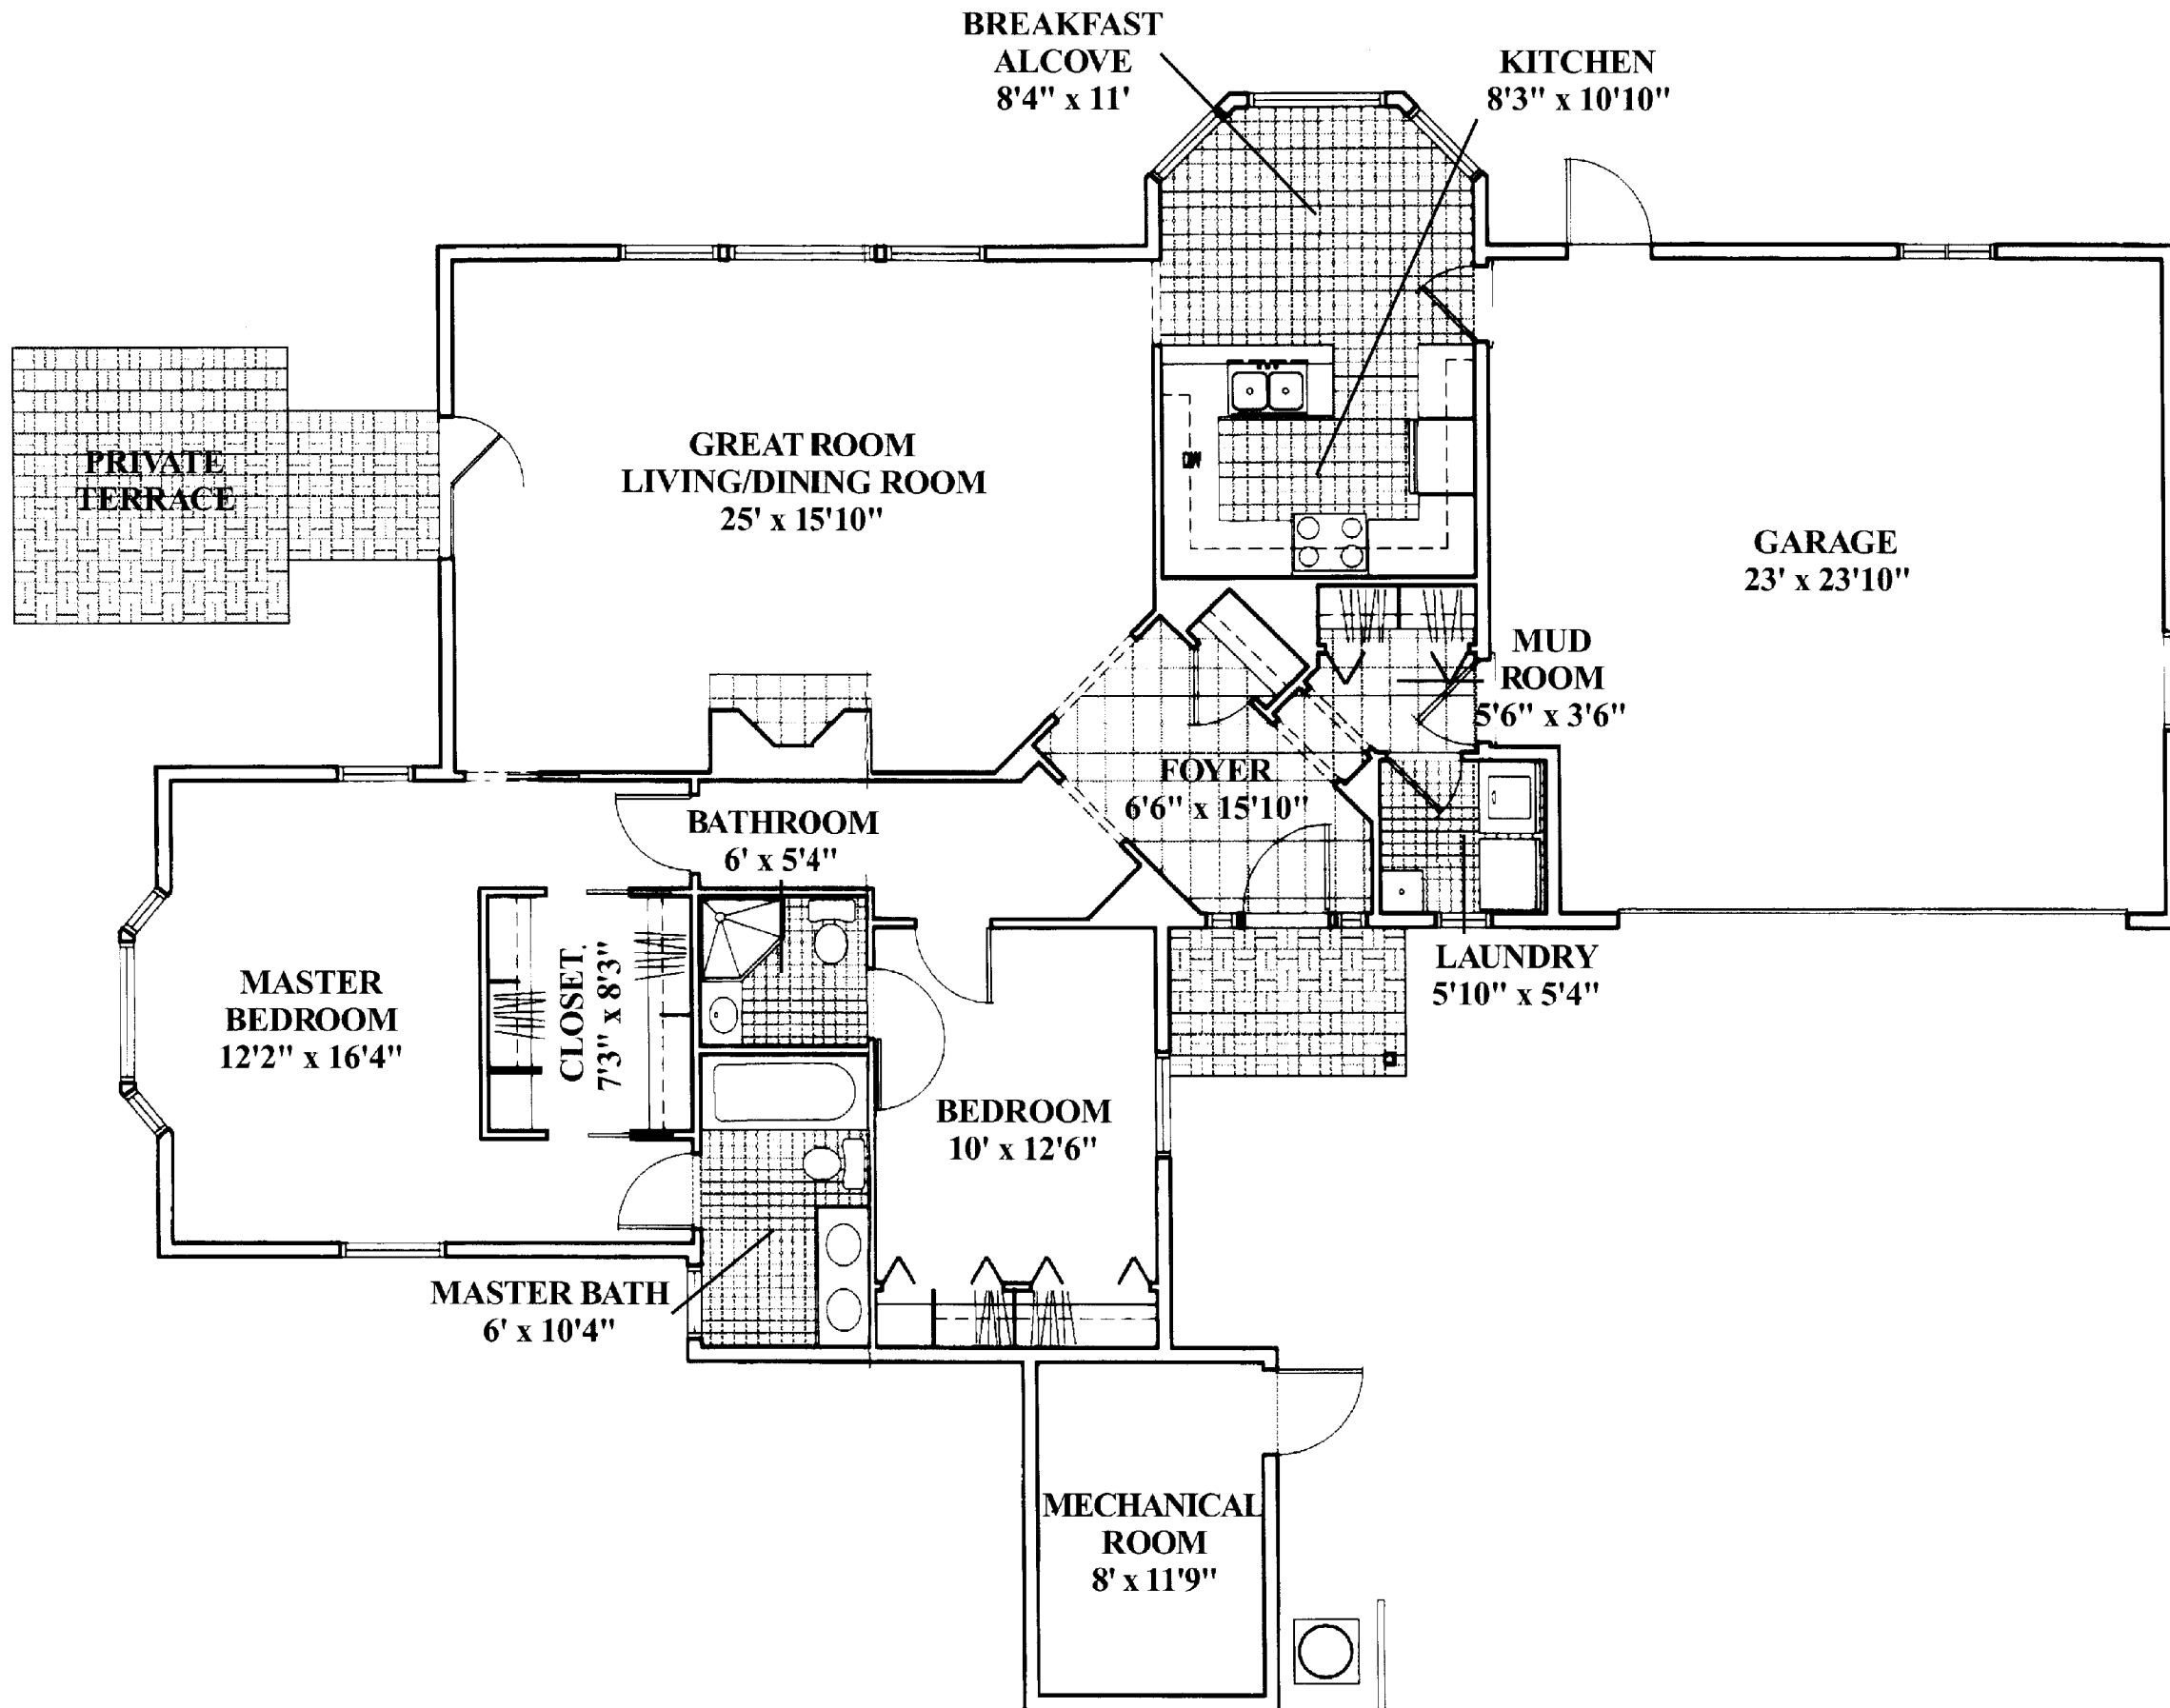 BREAKFAST
ALCOVE
8'4" x 11'
KITCHEN
8'3" x 10'10"
PRIVATE
TERRACE
GREAT ROOM
LIVING/DINING ROOM
25' x 15'10"
DW
GARAGE
23' x 23'10"
MUD
ROOM
5'6" x 3'6"
FOYER
6'6" x 15'10"
BATHROOM
6' x 5'4"
LAUNDRY
5'10" x 5'4"
MASTER
BEDROOM
12'2" x 16'4"
CLOSET.
7'3" x 8'3"
BEDROOM
10' x 12'6"
MASTER BATH
6' x 10'4"
MECHANICAL
ROOM
8' x 11'9"